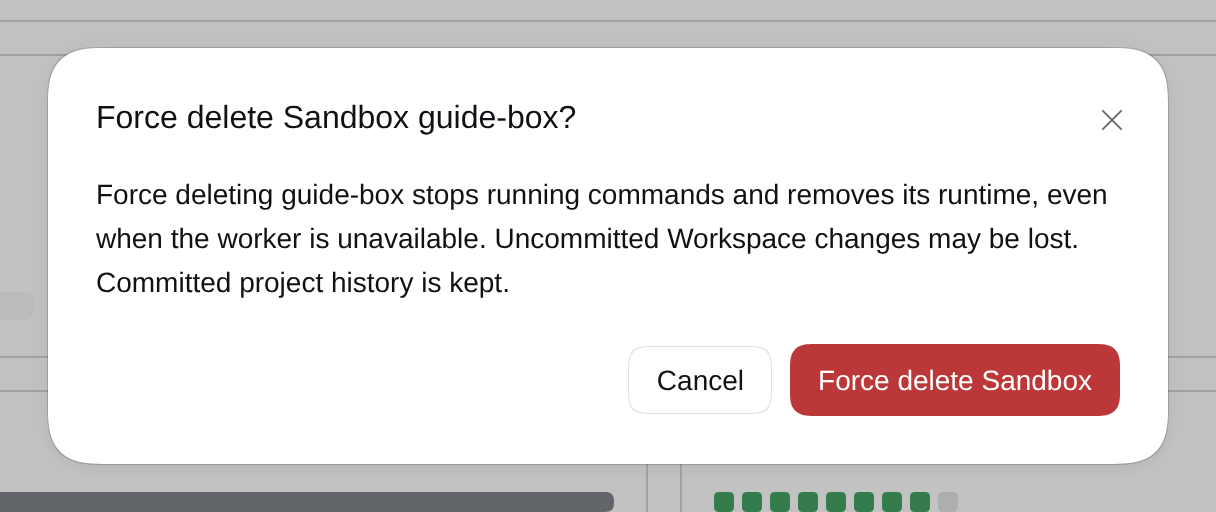 Force delete Sandbox guide-box?
Force deleting guide-box stops running commands and removes its runtime, even
when the worker is unavailable. Uncommitted Workspace changes may be lost.
Committed project history is kept.
Cancel
Force delete Sandbox